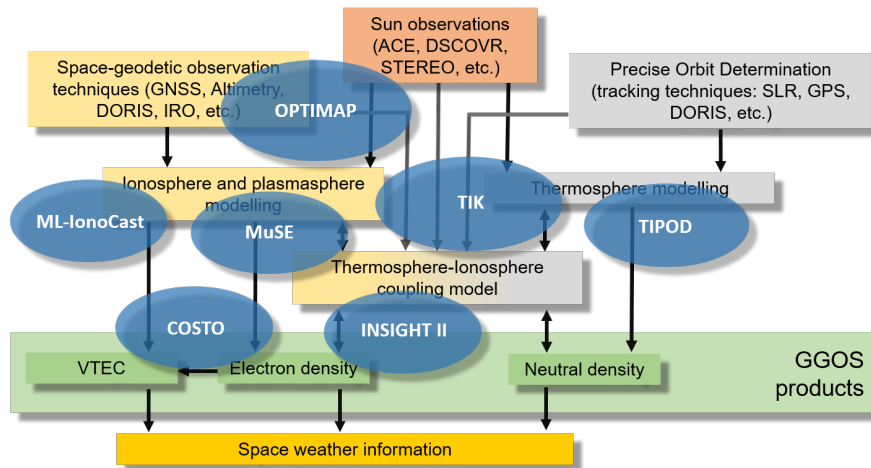 Sun observations
(ACE, DSCOVR,
STEREO, etc.)
Space-geodetic observation
techniques (GNSS, Altimetry,
DORIS, IRO, etc.)
Precise Orbit Determination
(tracking techniques: SLR, GPS,
DORIS, etc.)
OPTIMAP
Ionosphere and plasmasphere
modelling
Thermosphere modelling
ML-IonoCast
MuSE
TIK
TIPOD
Thermosphere-Ionosphere
coupling model
COSTO
INSIGHT II
VTEC
Electron density
Neutral density
GGOS
products
Space weather information